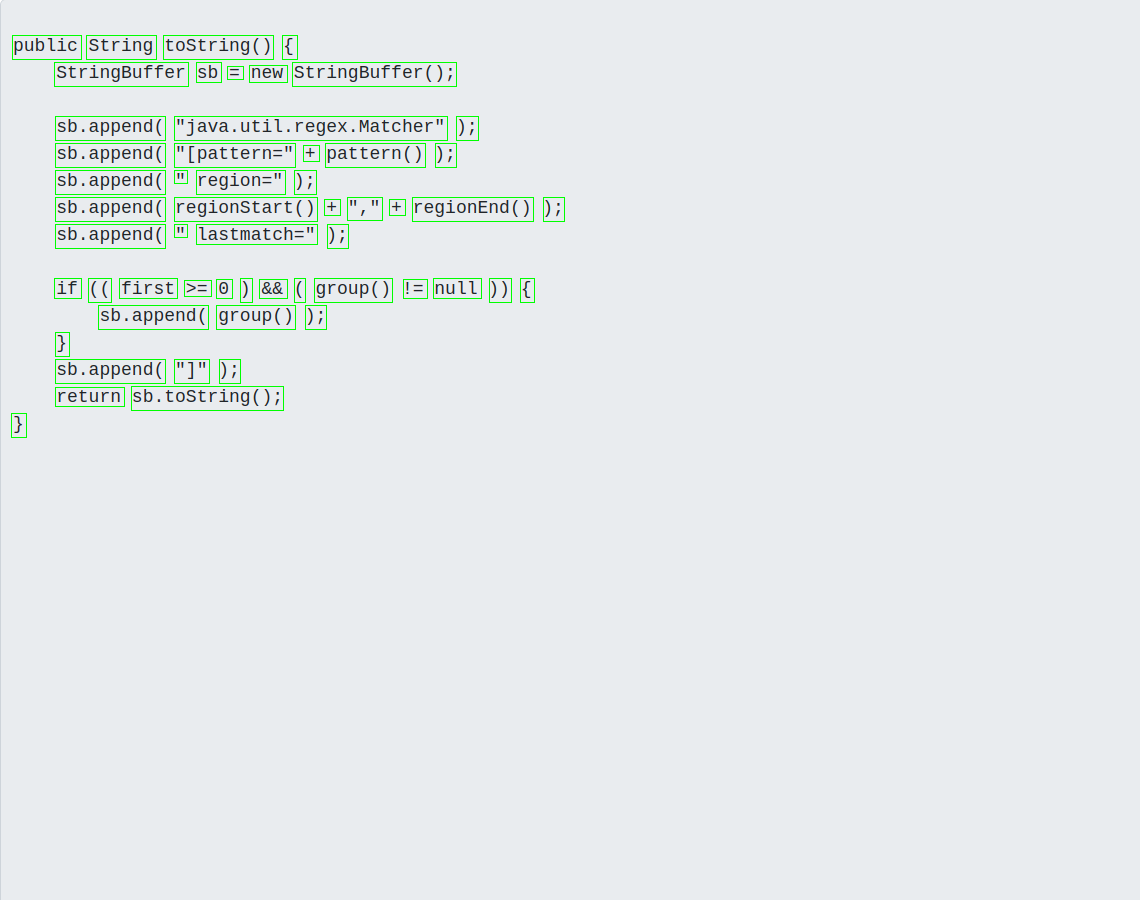 public String toString() {
    StringBuffer sb = new StringBuffer();

    sb.append( "java.util.regex.Matcher" );
    sb.append( "[pattern=" + pattern() );
    sb.append( " region=" );
    sb.append( regionStart() + "," + regionEnd() );
    sb.append( " lastmatch=" );

    if (( first >= 0 ) && ( group() != null )) {
        sb.append( group() );
    }
    sb.append( "]" );
    return sb.toString();
}